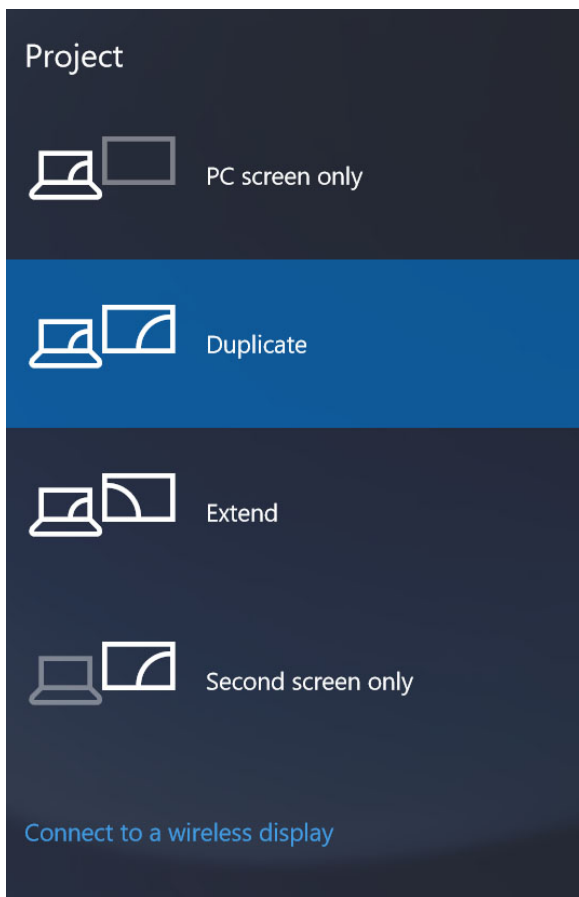 Project
PC screen only
Duplicate
Extend
Second screen only
Connect to a wireless display